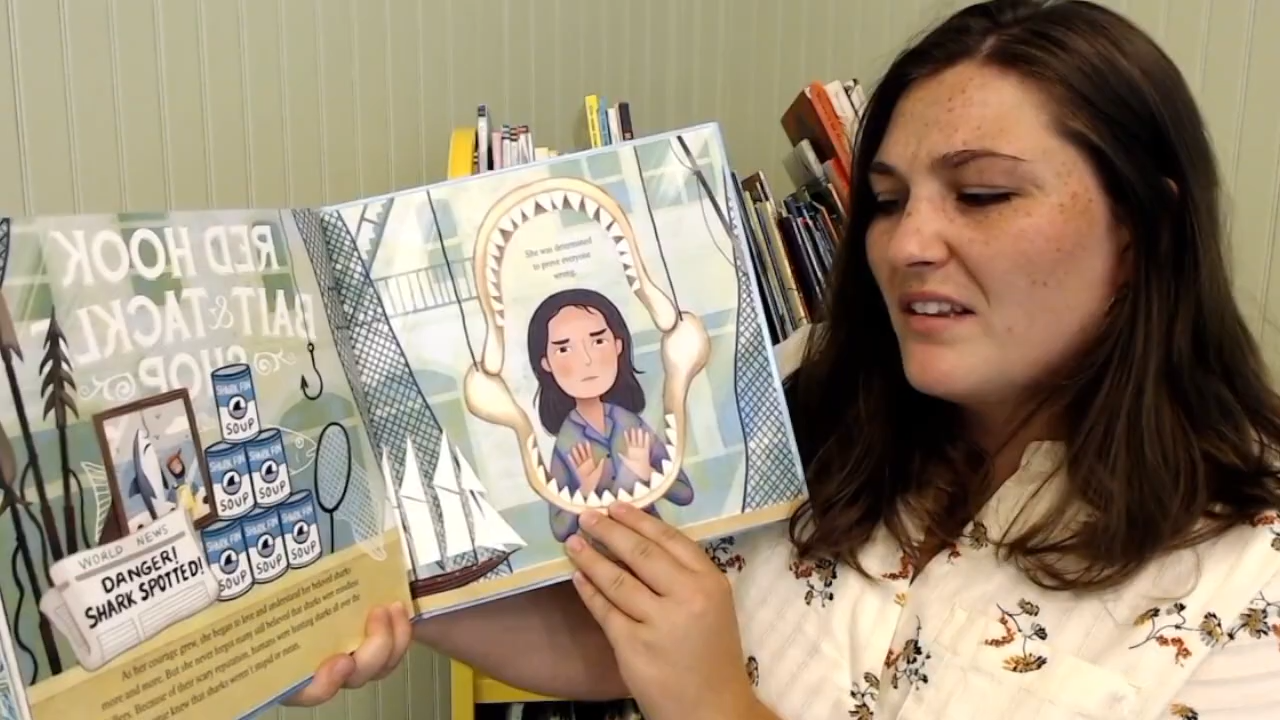 RED HOOK
BAIT & TACKLE
SHOP
SHARK FIN
SOUP
SHARK FIN
SOUP
SHARK FIN
SOUP
SHARK FIN
SOUP
SHARK FIN
SOUP
SHARK FIN
SOUP
WORLD NEWS
DANGER!
SHARK SPOTTED!
As her courage grew, she began to love and understand her beloved sharks
more and more. But she never forgot many still believed that sharks were mindless
killers. Because of their scary reputation, humans were hunting sharks all over the
knew that sharks weren't stupid or mean.
She was determined
to prove everyone
wrong.